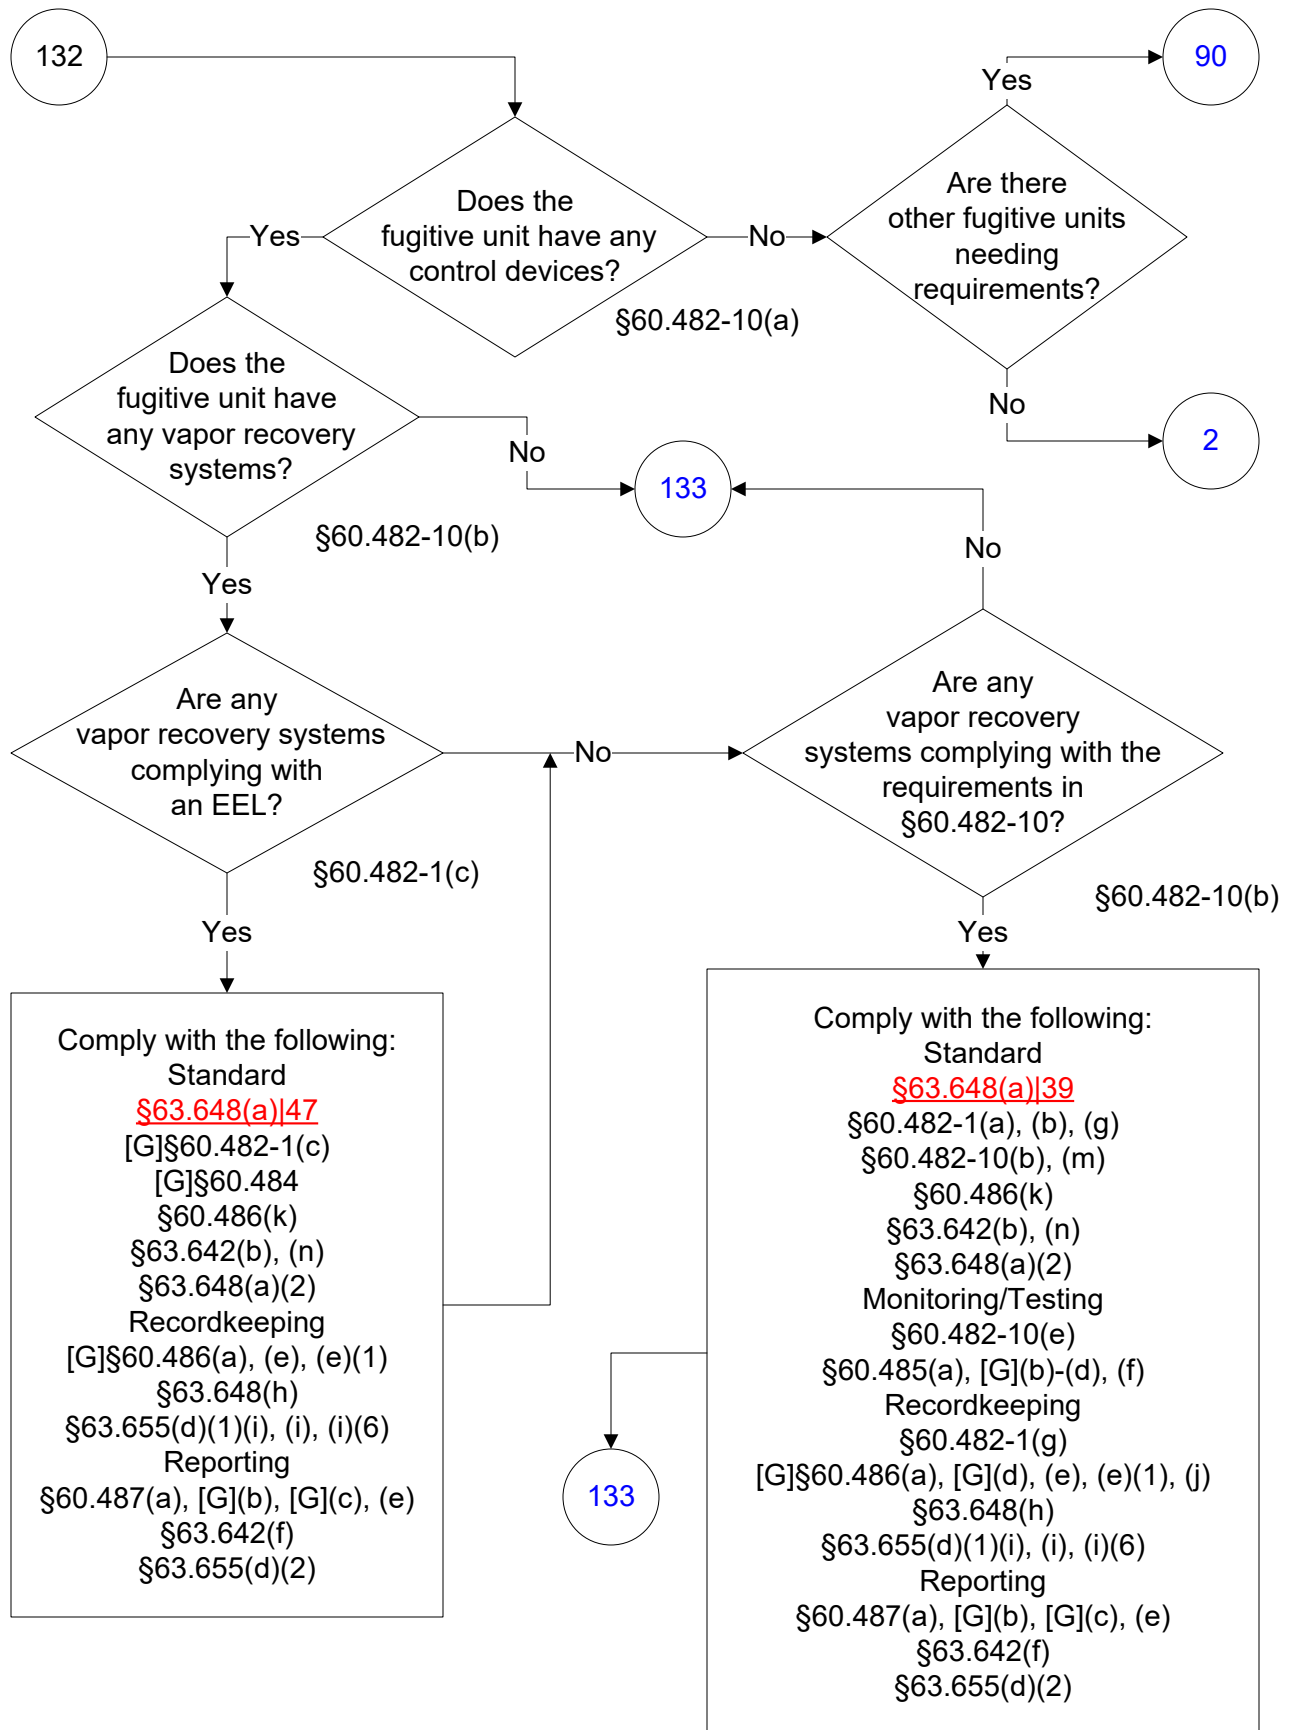 132
90
Yes
Does the
fugitive unit have any
control devices?
Yes
No
§60.482-10(a)
Are there
other fugitive units
needing
requirements?
No
2
Does the
fugitive unit have
any vapor recovery
systems?
No
133
§60.482-10(b)
Yes
No
Are any
vapor recovery systems
complying with
an EEL?
No
§60.482-1(c)
Yes
Are any
vapor recovery
systems complying with the
requirements in
§60.482-10?
§60.482-10(b)
Yes
Comply with the following:
Standard
§63.648(a)|47
[G]§60.482-1(c)
[G]§60.484
§60.486(k)
§63.642(b), (n)
§63.648(a)(2)
Recordkeeping
[G]§60.486(a), (e), (e)(1)
§63.648(h)
§63.655(d)(1)(i), (i), (i)(6)
Reporting
§60.487(a), [G](b), [G](c), (e)
§63.642(f)
§63.655(d)(2)
Comply with the following:
Standard
§63.648(a)|39
§60.482-1(a), (b), (g)
§60.482-10(b), (m)
§60.486(k)
§63.642(b), (n)
§63.648(a)(2)
Monitoring/Testing
§60.482-10(e)
§60.485(a), [G](b)-(d), (f)
Recordkeeping
§60.482-1(g)
[G]§60.486(a), [G](d), (e), (e)(1), (j)
§63.648(h)
§63.655(d)(1)(i), (i), (i)(6)
Reporting
§60.487(a), [G](b), [G](c), (e)
§63.642(f)
§63.655(d)(2)
133